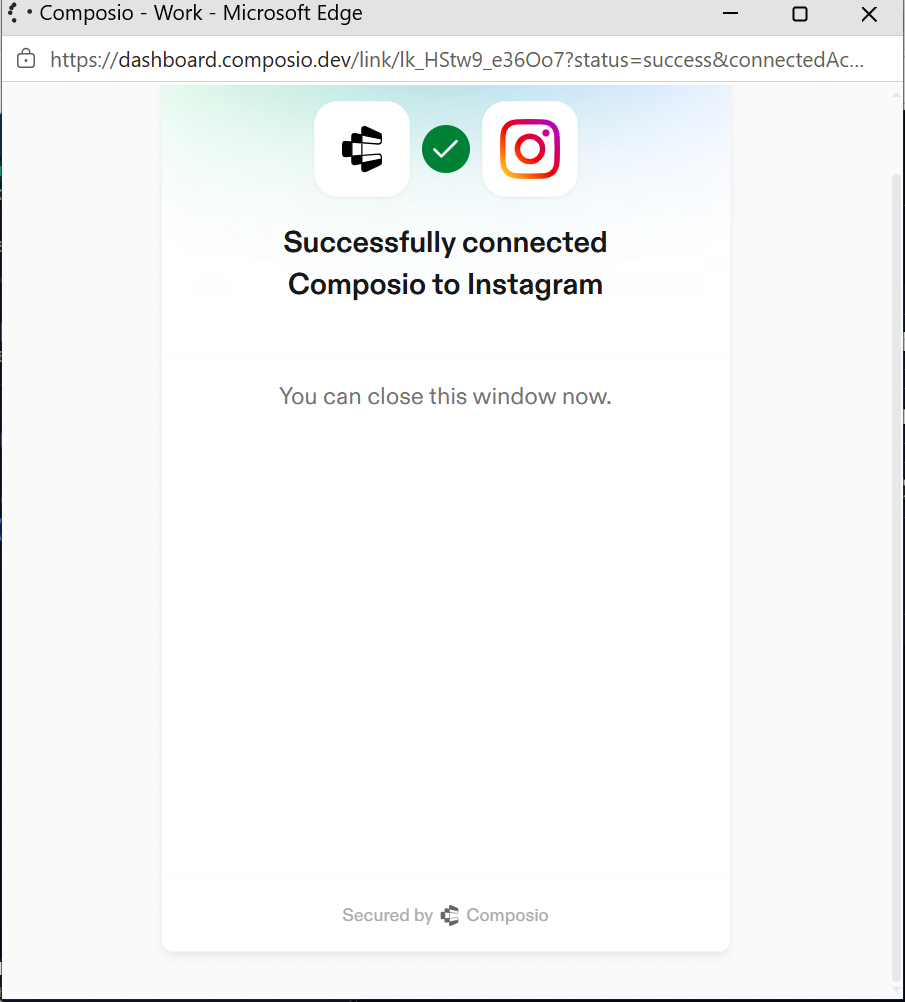 Composio - Work - Microsoft Edge
https://dashboard.composio.dev/link/lk_HStw9_e36Oo7?status=success&connectedAc...
Successfully connected
Composio to Instagram
You can close this window now.
Secured by Composio